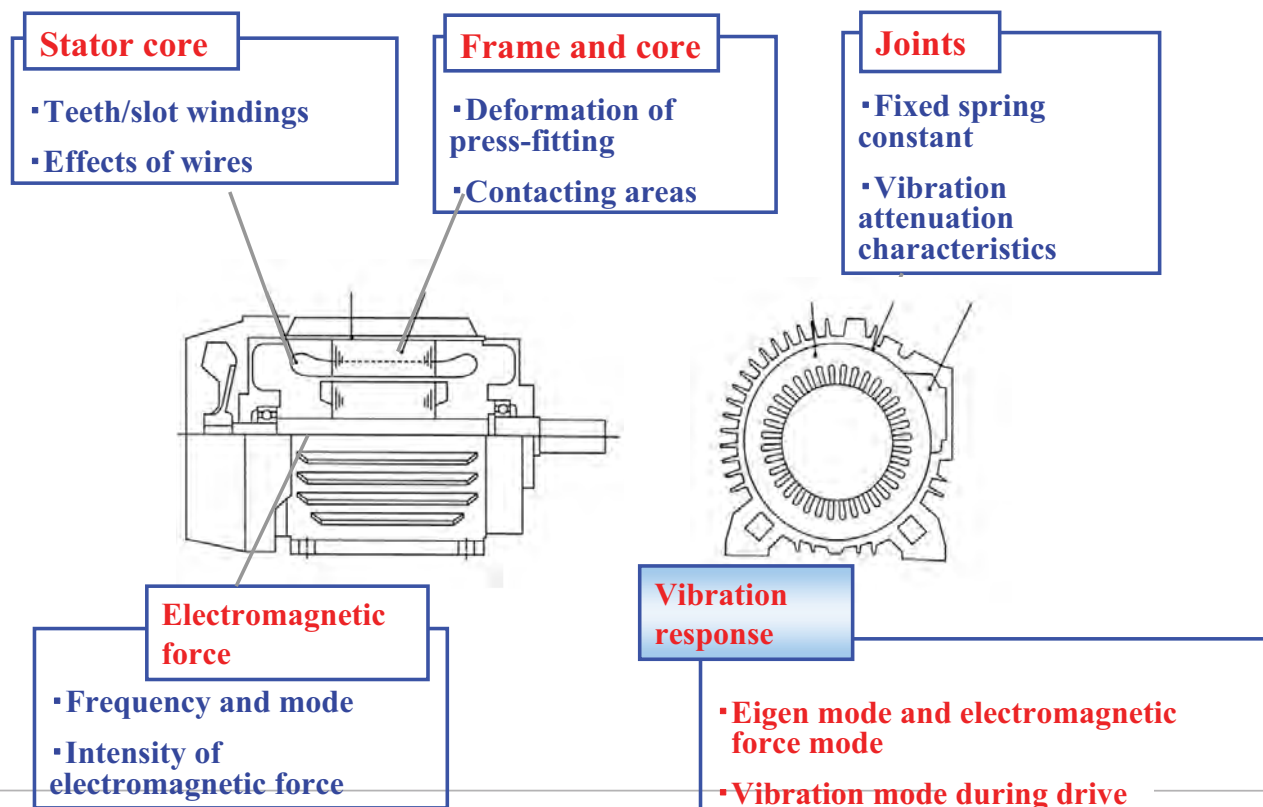 Stator core
▪Teeth/slot windings
▪Effects of wires
Frame and core
▪Deformation of
press-fitting
▪Contacting areas
Joints
▪Fixed spring
constant
▪Vibration
attenuation
characteristics
Electromagnetic
force
▪Frequency and mode
▪Intensity of
electromagnetic force
Vibration
response
▪Eigen mode and electromagnetic
force mode
▪Vibration mode during drive